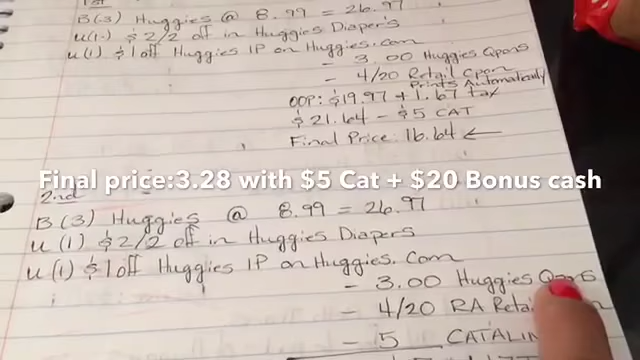 1st
B(3) Huggies @ 8.99 = 26.97
u(1) $2/2 off in Huggies Diaper's
u(1) $1 off Huggies IP on Huggies.com
- 3.00 Huggies Qpons
- 4/20 Retail Cpon
Prints Automatically
OOP: $19.97 + 1.67 tax
$21.64 - $5 CAT
Final Price: 16.64 ←
Final price:3.28 with $5 Cat + $20 Bonus cash
2nd
B(3) Huggies @ 8.99 = 26.97
u(1) $2/2 off in Huggies Diapers
u(1) $1 off Huggies IP on Huggies.Com
- 3.00 Huggies Qpons
- 4/20 RA
- 5 CATALIN